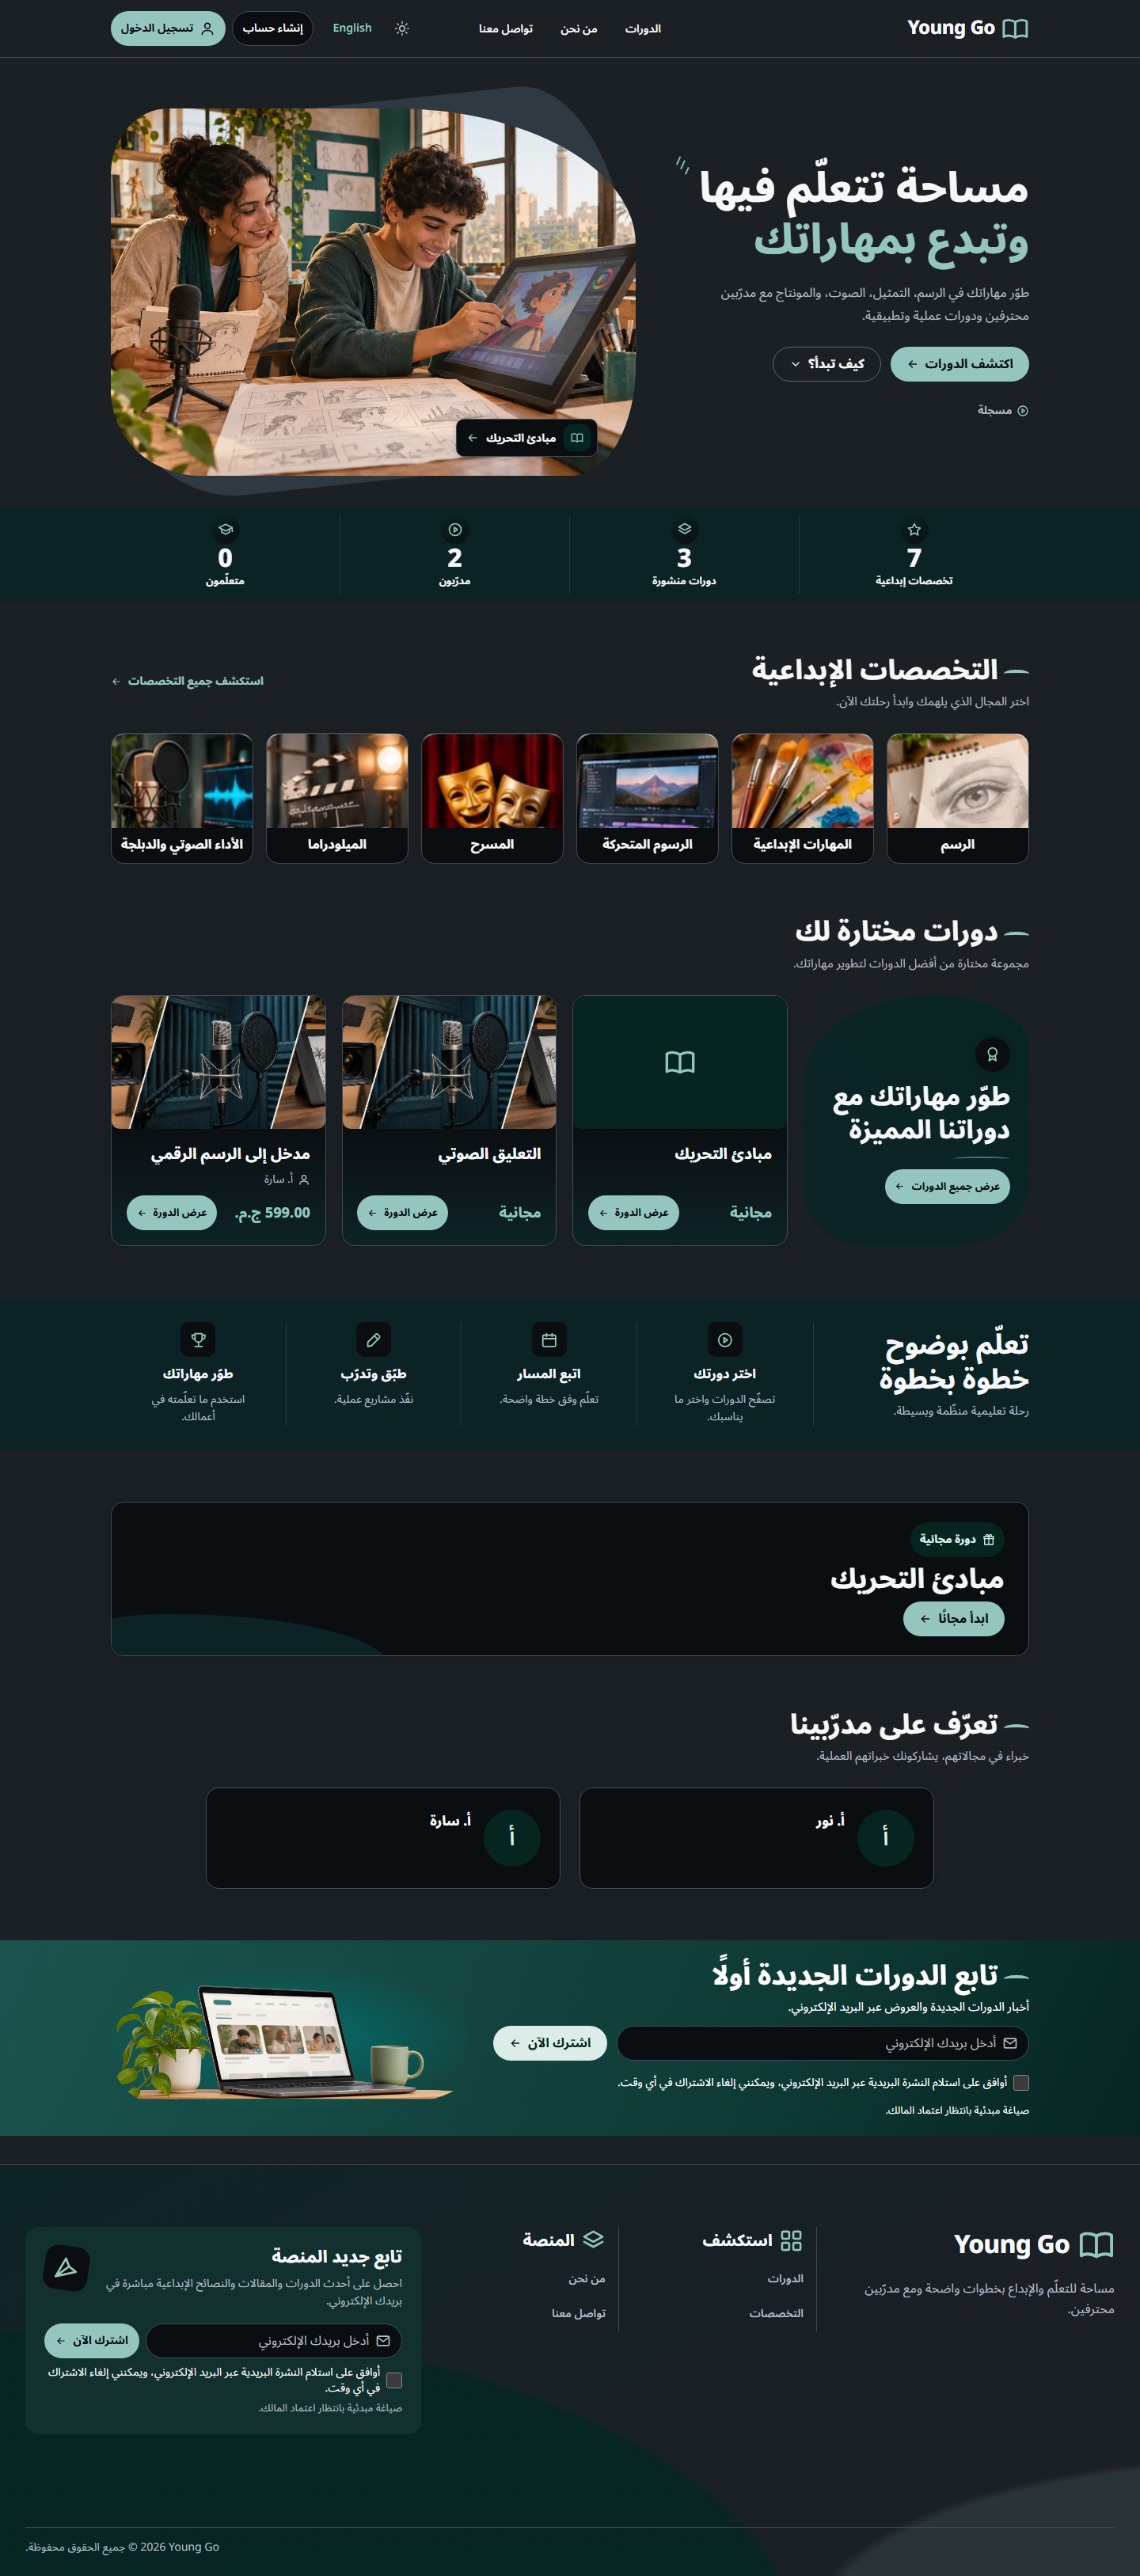 Young Go
الدورات
من نحن
تواصل معنا
English
إنشاء حساب
تسجيل الدخول
مساحة تتعلّم فيها
وتبدع بمهاراتك
طوّر مهاراتك في الرسم، التمثيل، الصوت، والمونتاج مع مدرّبين
محترفين ودورات عملية وتطبيقية.
اكتشف الدورات
كيف تبدأ؟
مسجلة
مبادئ التحريك
7
تخصصات إبداعية
3
دورات منشورة
2
مدرّبون
0
متعلّمون
التخصصات الإبداعية
اختر المجال الذي يلهمك وابدأ رحلتك الآن.
استكشف جميع التخصصات
الرسم
المهارات الإبداعية
الرسوم المتحركة
المسرح
الميلودراما
الأداء الصوتي والدبلجة
دورات مختارة لك
مجموعة مختارة من أفضل الدورات لتطوير مهاراتك.
طوّر مهاراتك مع
دوراتنا المميزة
عرض جميع الدورات
مبادئ التحريك
مجانية
عرض الدورة
التعليق الصوتي
مجانية
عرض الدورة
مدخل إلى الرسم الرقمي
أ. سارة
599.00 ج.م.
عرض الدورة
تعلّم بوضوح
خطوة بخطوة
رحلة تعليمية منظّمة وبسيطة.
اختر دورتك
تصفّح الدورات واختر ما
يناسبك.
اتبع المسار
تعلّم وفق خطة واضحة.
طبّق وتدرّب
نفّذ مشاريع عملية.
طوّر مهاراتك
استخدم ما تعلّمته في
أعمالك.
دورة مجانية
مبادئ التحريك
ابدأ مجانًا
تعرّف على مدرّبينا
خبراء في مجالاتهم، يشاركونك خبراتهم العملية.
أ
أ. نور
أ
أ. سارة
تابع الدورات الجديدة أولًا
أخبار الدورات الجديدة والعروض عبر البريد الإلكتروني.
أدخل بريدك الإلكتروني
اشترك الآن
أوافق على استلام النشرة البريدية عبر البريد الإلكتروني، ويمكنني إلغاء الاشتراك في أي وقت.
صياغة مبدئية بانتظار اعتماد المالك.
Young Go
مساحة للتعلّم والإبداع بخطوات واضحة ومع مدرّبين
محترفين.
استكشف
الدورات
التخصصات
المنصة
من نحن
تواصل معنا
تابع جديد المنصة
احصل على أحدث الدورات والمقالات والنصائح الإبداعية مباشرة في
بريدك الإلكتروني.
أدخل بريدك الإلكتروني
اشترك الآن
أوافق على استلام النشرة البريدية عبر البريد الإلكتروني، ويمكنني إلغاء الاشتراك
في أي وقت.
صياغة مبدئية بانتظار اعتماد المالك.
Young Go 2026 © جميع الحقوق محفوظة.